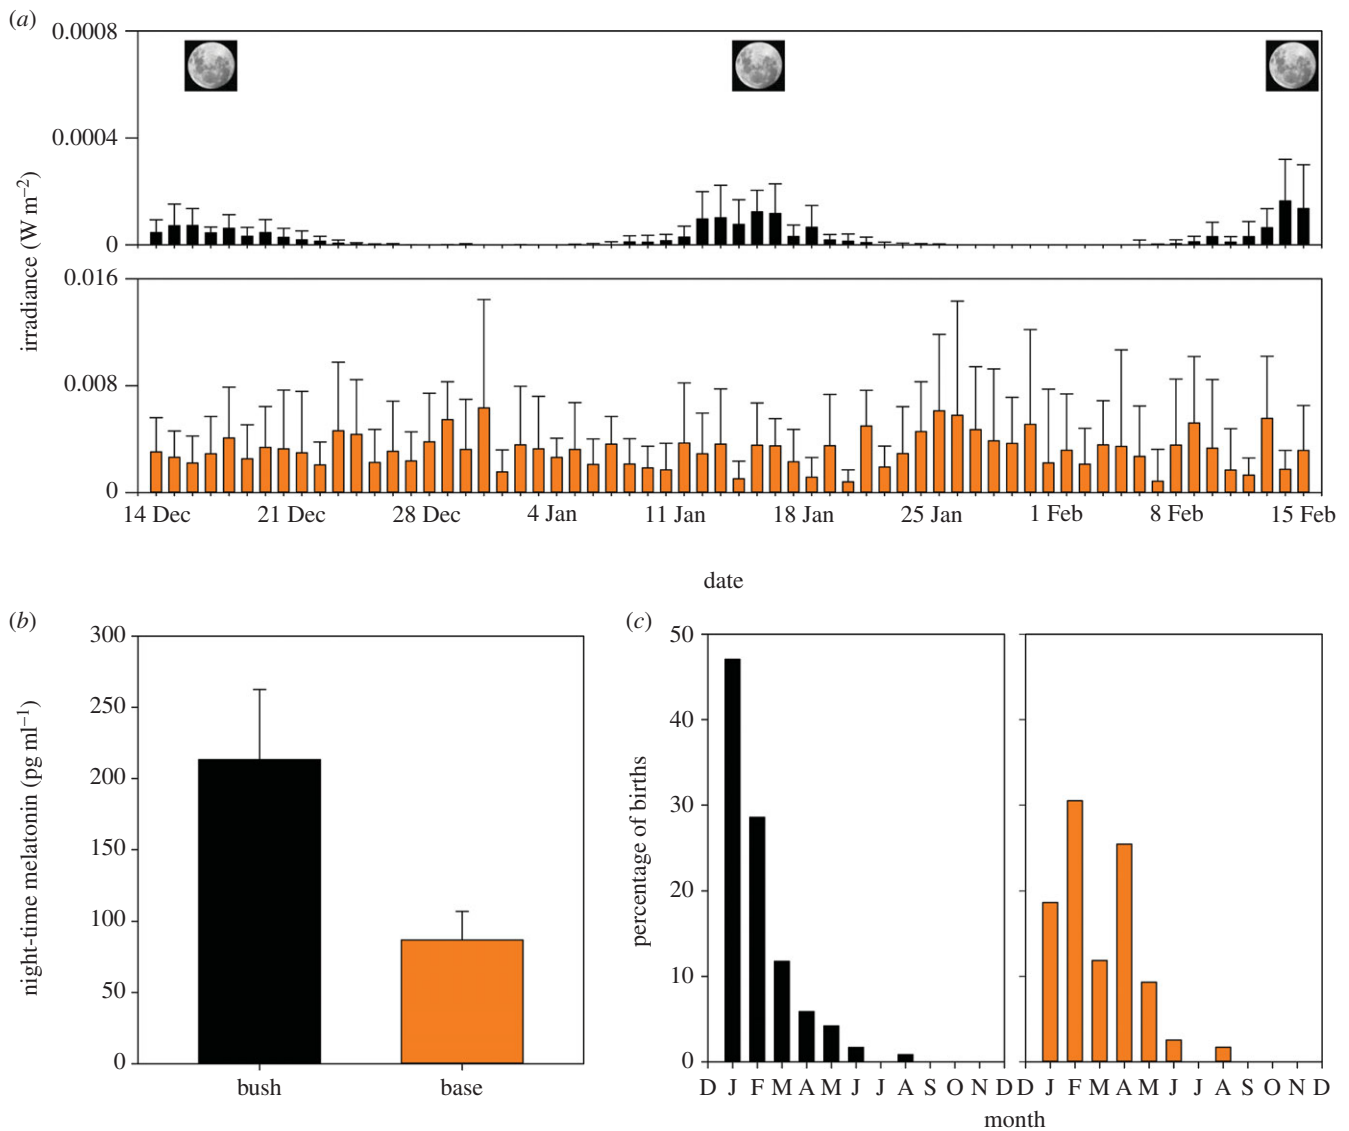 (a)
0.0008
0.0004
0
irradiance (W m−2)
0.016
0.008
0
14 Dec 21 Dec 28 Dec 4 Jan 11 Jan 18 Jan 25 Jan 1 Feb 8 Feb 15 Feb
date
(b)
300
250
200
150
100
50
0
night-time melatonin (pg ml−1)
bush base
(c)
50
40
30
20
10
0
percentage of births
D J F M A M J J A S O N D D J F M A M J J A S O N D
month